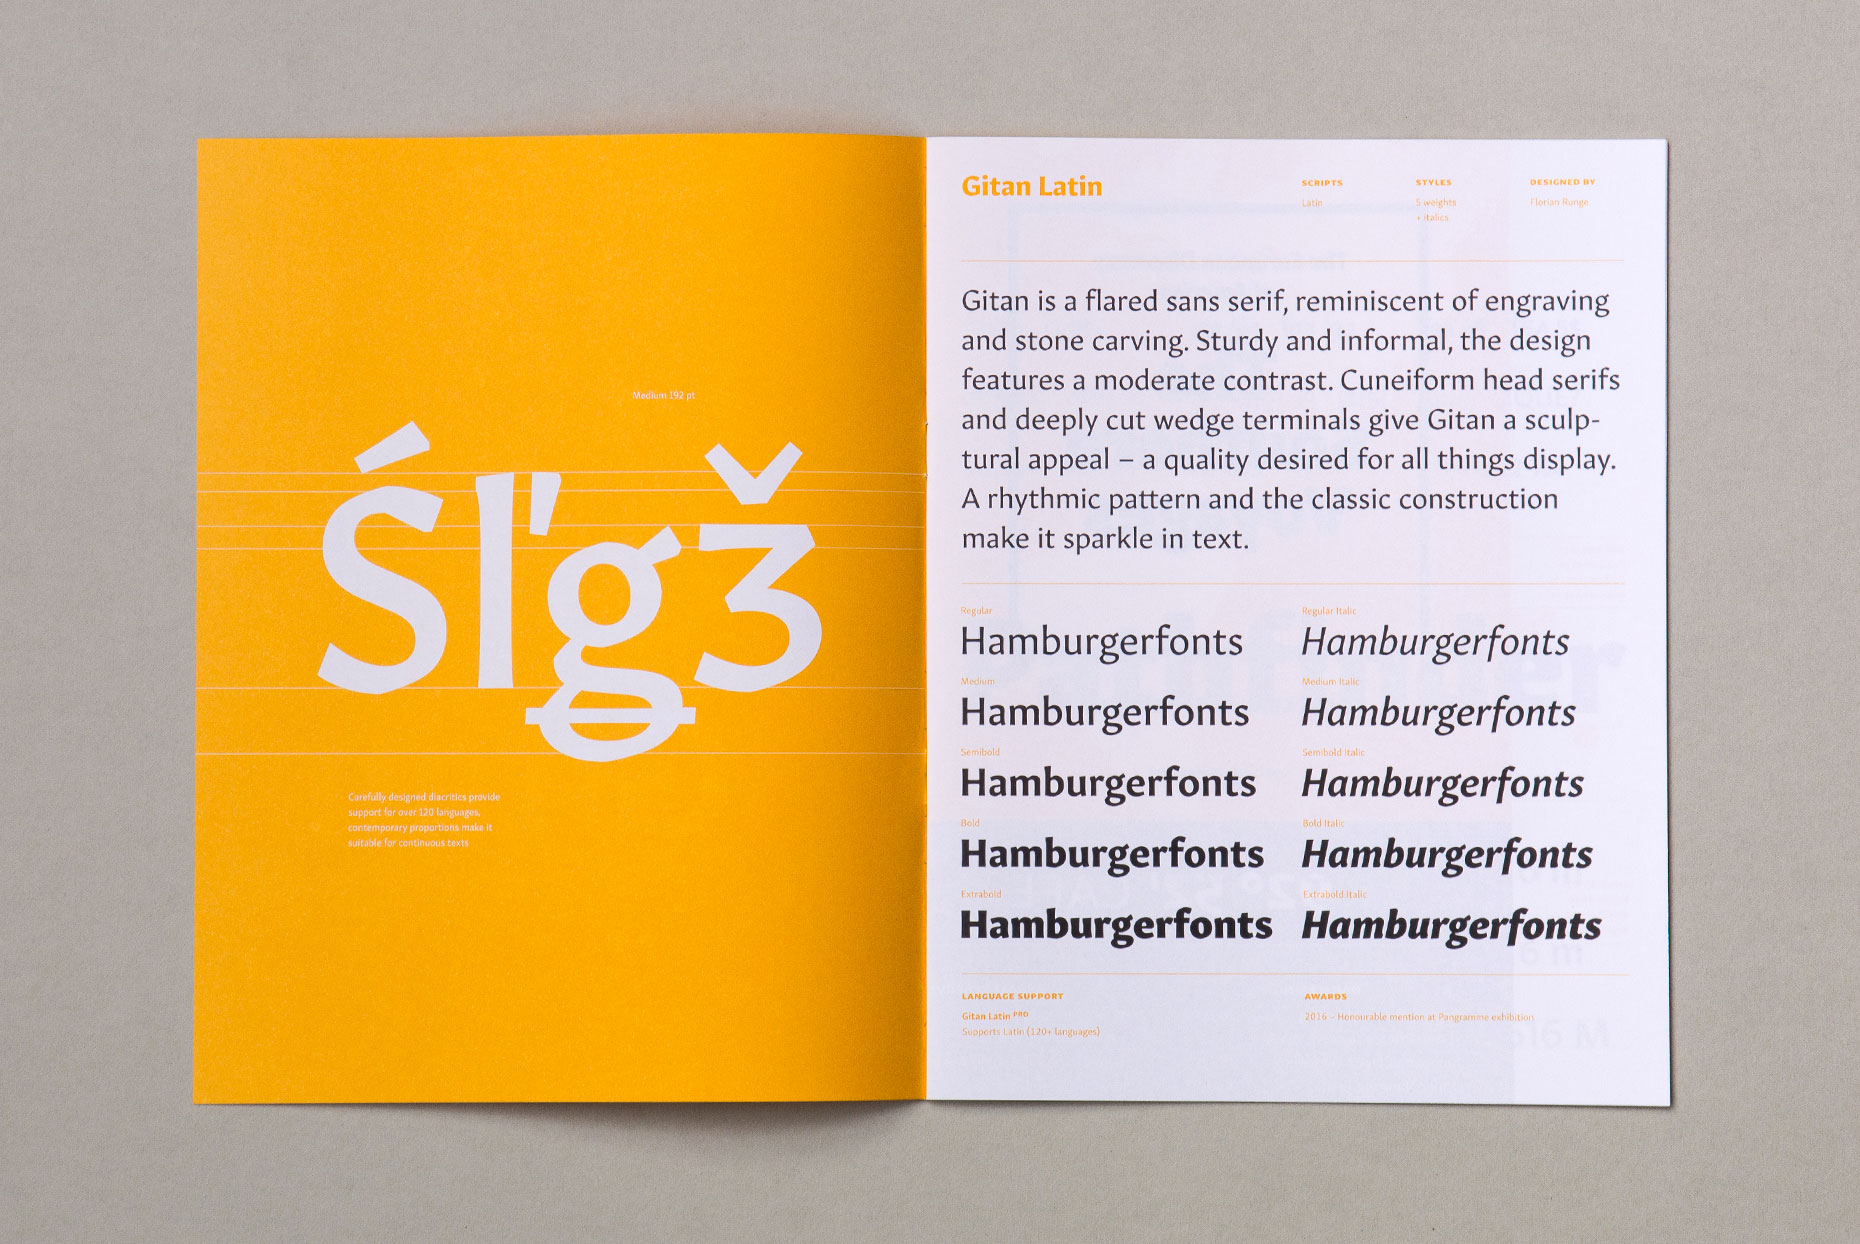 Medium 192 pt
Śľǥǯ
Carefully designed diacritics provide
support for over 120 languages,
contemporary proportions make it
suitable for continuous texts
Gitan Latin
SCRIPTS
Latin
STYLES
5 weights
+ italics
DESIGNED BY
Florian Runge
Gitan is a flared sans serif, reminiscent of engraving
and stone carving. Sturdy and informal, the design
features a moderate contrast. Cuneiform head serifs
and deeply cut wedge terminals give Gitan a sculp-
tural appeal – a quality desired for all things display.
A rhythmic pattern and the classic construction
make it sparkle in text.
Regular
Hamburgerfonts
Regular Italic
Hamburgerfonts
Medium
Hamburgerfonts
Medium Italic
Hamburgerfonts
Semibold
Hamburgerfonts
Semibold Italic
Hamburgerfonts
Bold
Hamburgerfonts
Bold Italic
Hamburgerfonts
Extrabold
Hamburgerfonts
Extrabold Italic
Hamburgerfonts
LANGUAGE SUPPORT
Gitan Latin PRO
Supports Latin (120+ languages)
AWARDS
2016 – Honourable mention at Pangramme exhibition